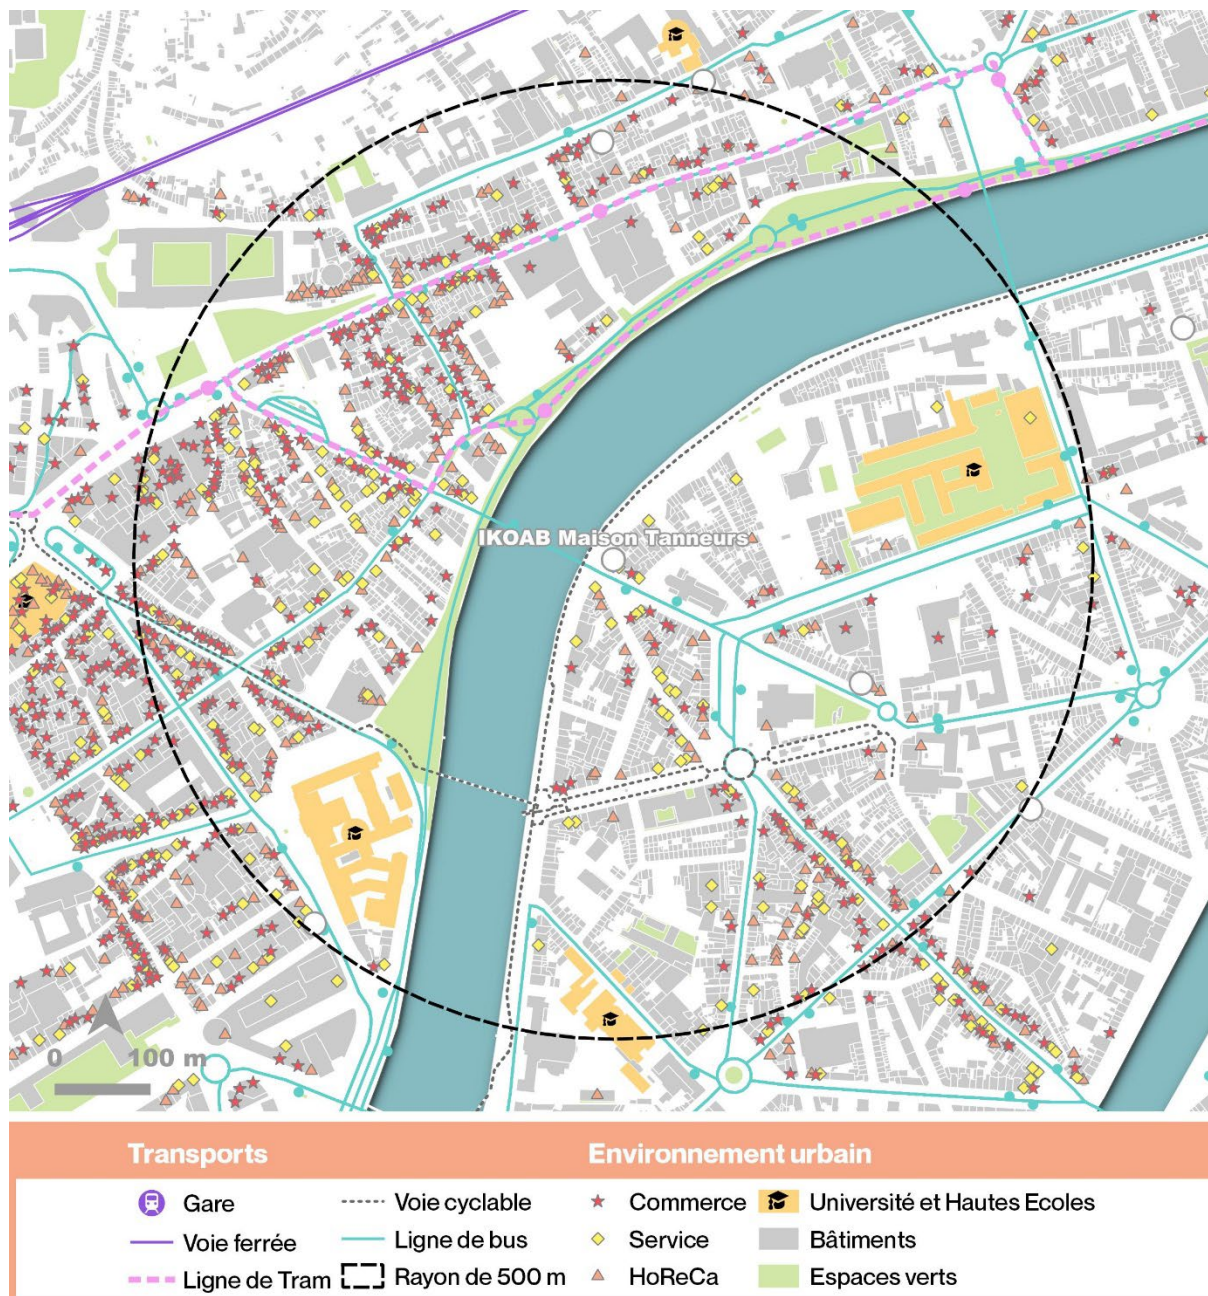 IKOAB Maison Tanneurs
0 100 m
Transports
Environnement urbain
Gare
Voie cyclable
Commerce
Université et Hautes Ecoles
Voie ferrée
Ligne de bus
Service
Bâtiments
Ligne de Tram
Rayon de 500 m
HoReCa
Espaces verts